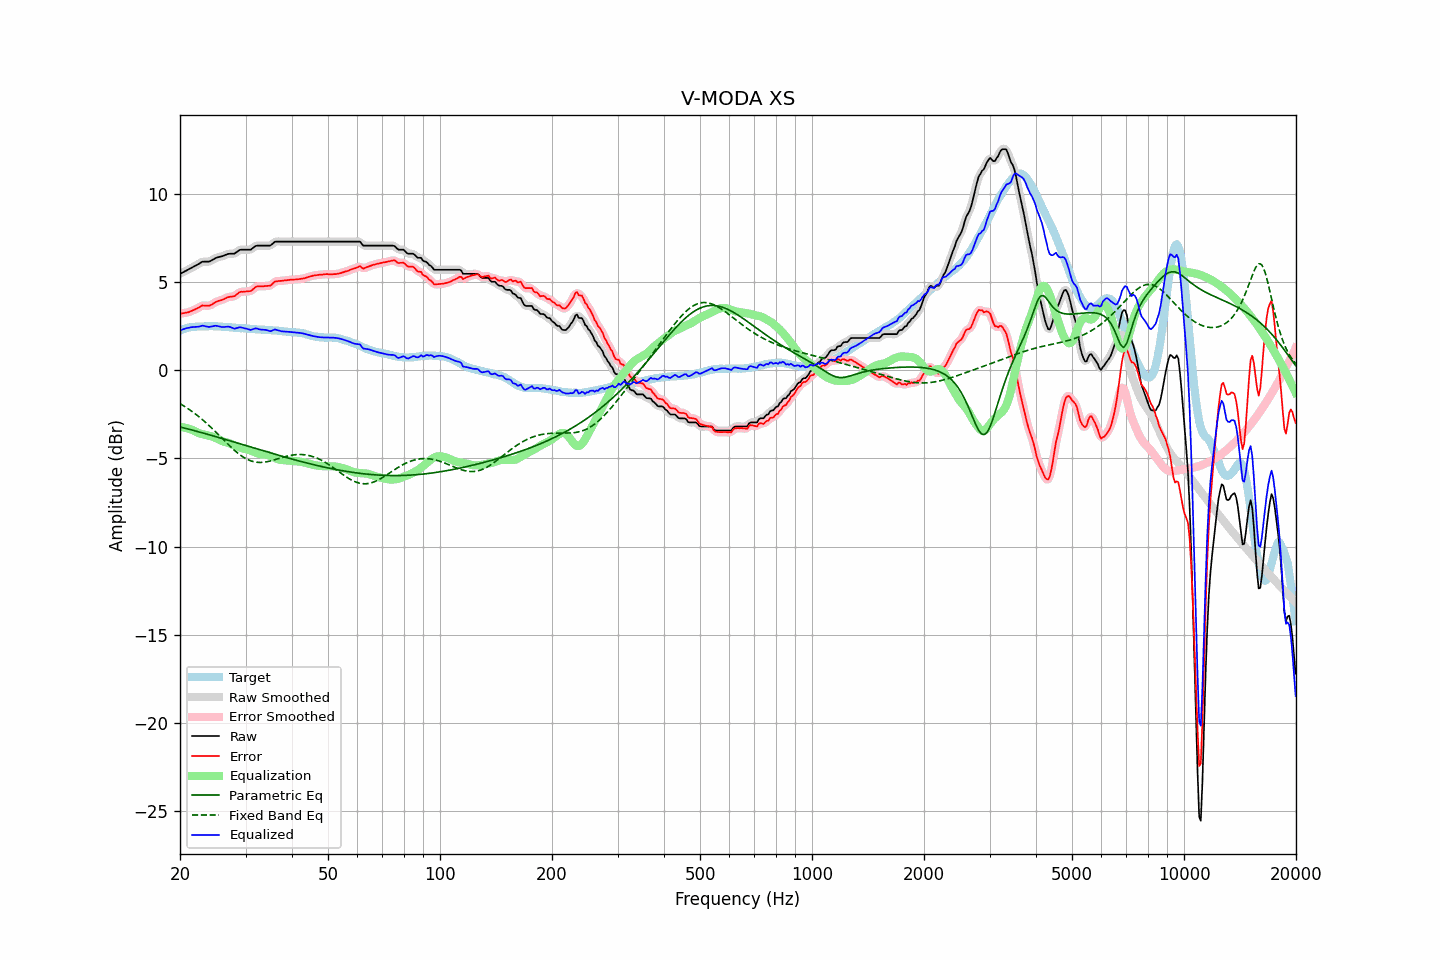 V-MODA XS
Amplitude (dBr)
10
5
0
−5
−10
−15
−20
−25
Target
Raw Smoothed
Error Smoothed
Raw
Error
Equalization
Parametric Eq
Fixed Band Eq
Equalized
20 50 100 200 500 1000 2000 5000 10000 20000
Frequency (Hz)